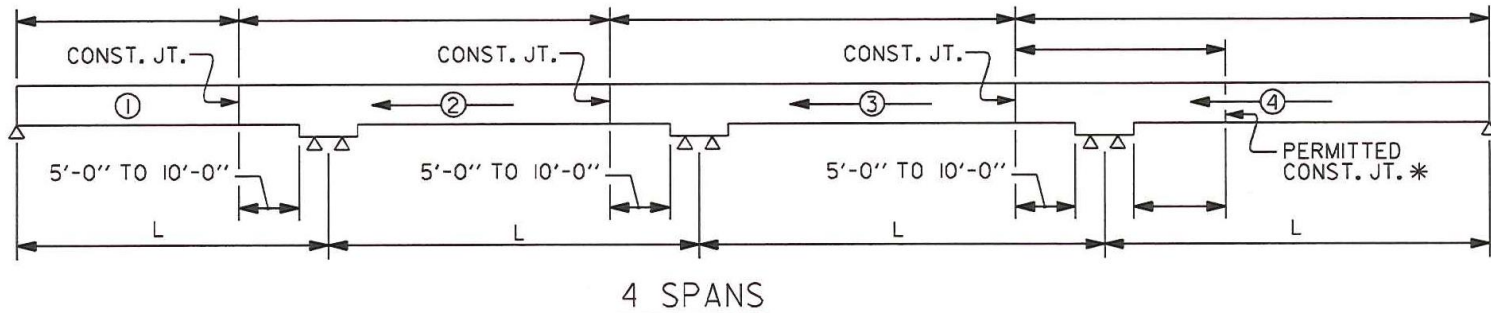 CONST. JT.
CONST. JT.
CONST. JT.
1
2
3
4
PERMITTED
CONST. JT. *
5'-0" TO 10'-0"
5'-0" TO 10'-0"
5'-0" TO 10'-0"
L
L
L
L
4 SPANS